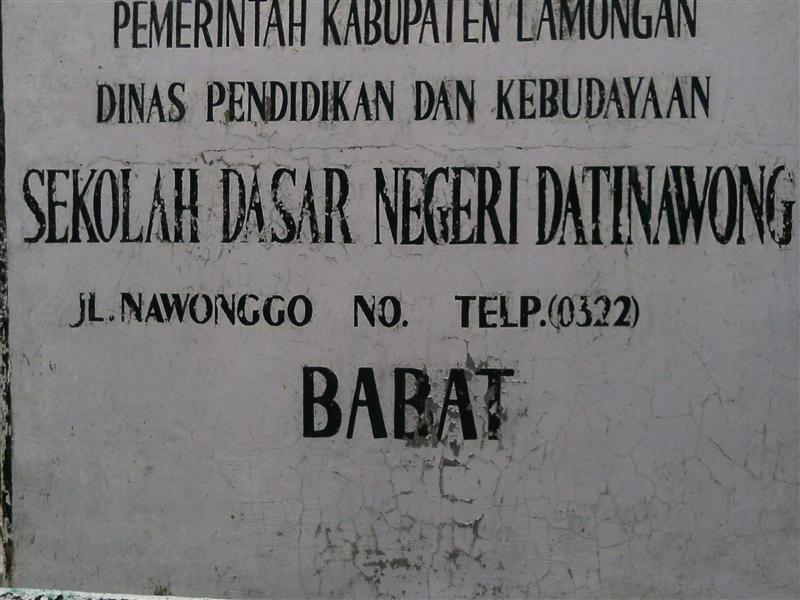 PEMERINTAH KABUPATEN LAMONGAN
DINAS PENDIDIKAN DAN KEBUDAYAAN
SEKOLAH DASAR NEGERI DATINAWONG
JL. NAWONGGO NO. TELP.(0322)
BABAT